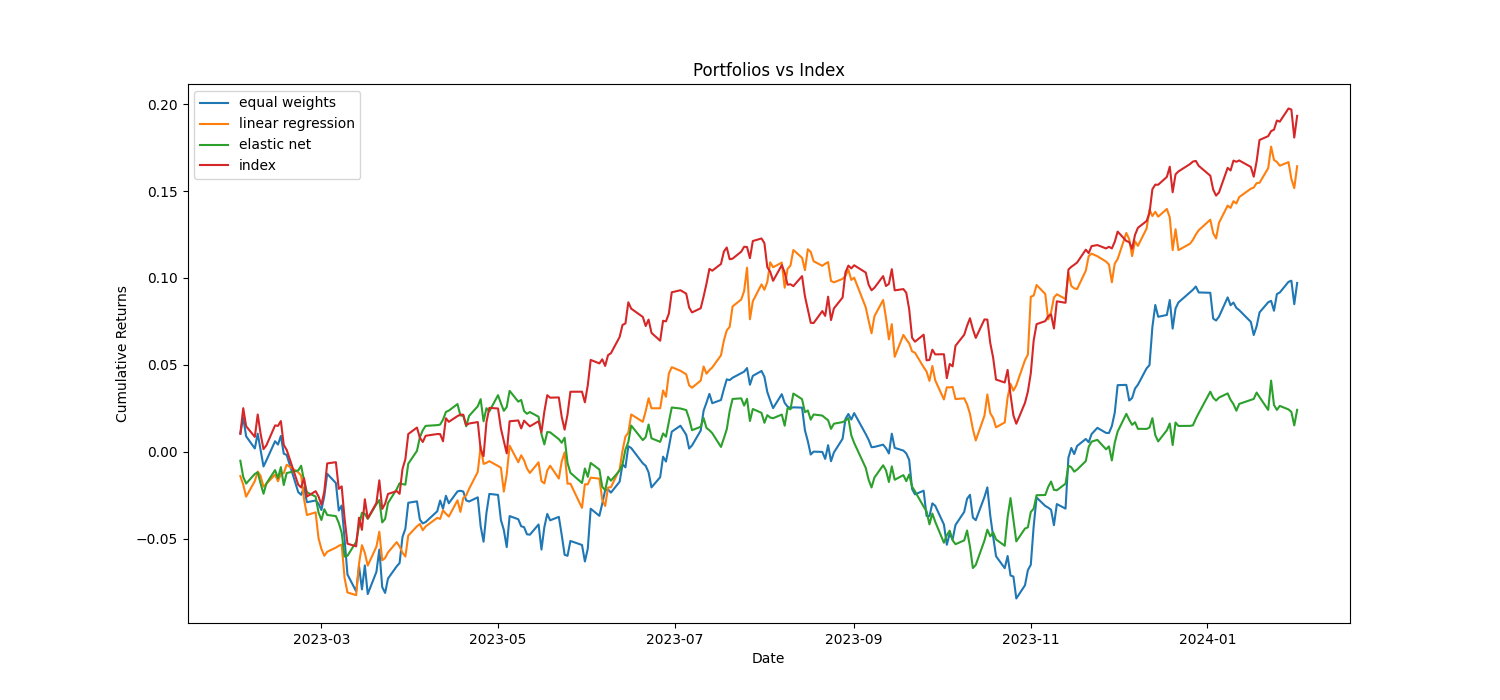 Portfolios vs Index
equal weights
linear regression
elastic net
index
Cumulative Returns
0.20
0.15
0.10
0.05
0.00
−0.05
2023-03
2023-05
2023-07
2023-09
2023-11
2024-01
Date